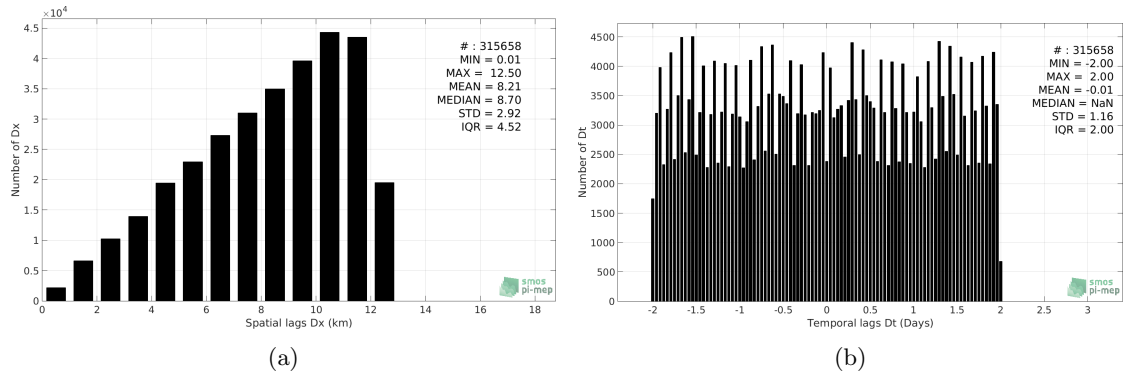 ×10⁴
4.5
4
3.5
3
2.5
2
1.5
1
0.5
0
Number of Dx
# : 315658
MIN = 0.01
MAX = 12.50
MEAN = 8.21
MEDIAN = 8.70
STD = 2.92
IQR = 4.52
smos
pi-mep
0 2 4 6 8 10 12 14 16 18
Spatial lags Dx (km)
(a)
4500
4000
3500
3000
2500
2000
1500
1000
500
0
Number of Dt
# : 315658
MIN = -2.00
MAX = 2.00
MEAN = -0.01
MEDIAN = NaN
STD = 1.16
IQR = 2.00
smos
pi-mep
-2 -1.5 -1 -0.5 0 0.5 1 1.5 2 2.5 3
Temporal lags Dt (Days)
(b)